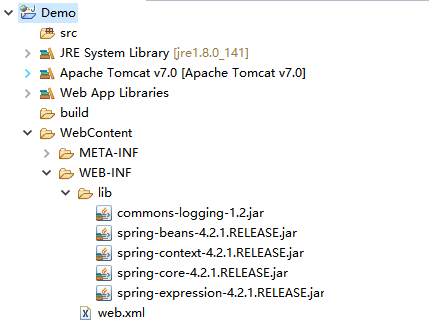 Demo
src
JRE System Library [jre1.8.0_141]
Apache Tomcat v7.0 [Apache Tomcat v7.0]
Web App Libraries
build
WebContent
META-INF
WEB-INF
lib
commons-logging-1.2.jar
spring-beans-4.2.1.RELEASE.jar
spring-context-4.2.1.RELEASE.jar
spring-core-4.2.1.RELEASE.jar
spring-expression-4.2.1.RELEASE.jar
web.xml